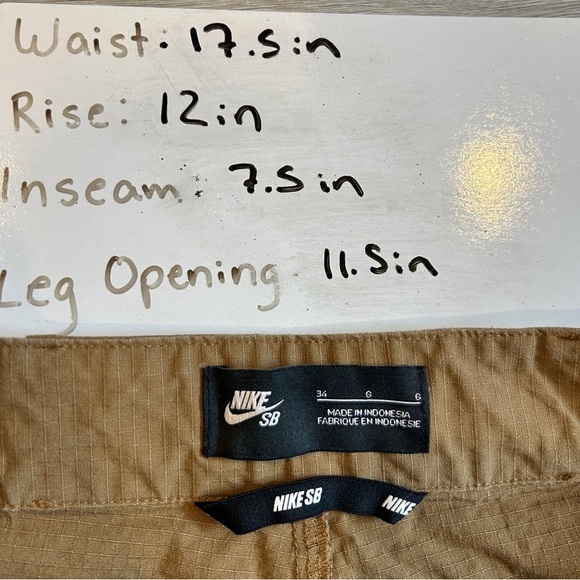 Waist: 17.5in
Rise: 12in
Inseam 7.5in
Leg Opening 11.5in
NIKE SB
34 G G
MADE IN INDONESIA
FABRIQUE EN INDONESIE
NIKE SB NIKE